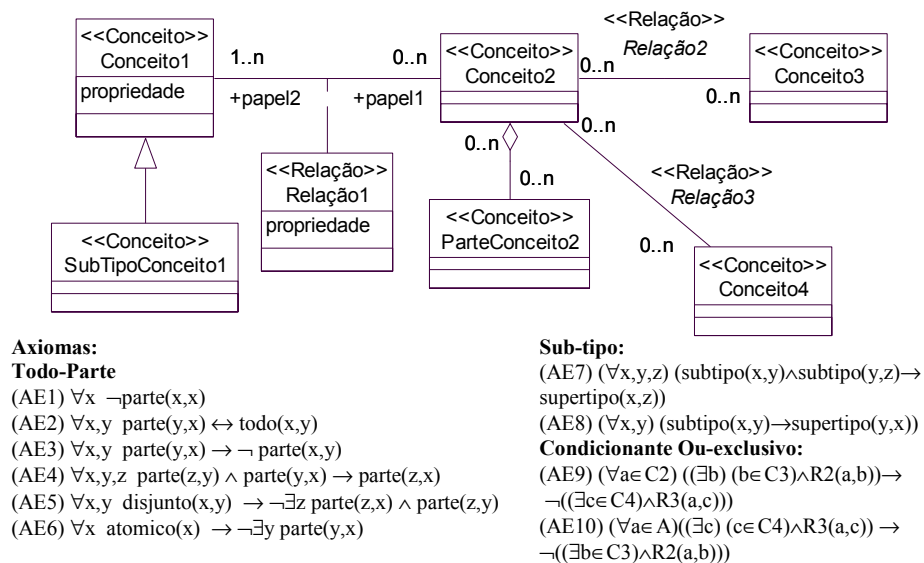 <<Conceito>>
Conceito1
propriedade
1..n
+papel2
0..n
+papel1
<<Conceito>>
Conceito2
<<Relação>>
Relação2
0..n
0..n
<<Conceito>>
Conceito3
<<Relação>>
Relação1
propriedade
0..n
0..n
<<Conceito>>
ParteConceito2
0..n
<<Relação>>
Relação3
0..n
<<Conceito>>
Conceito4
<<Conceito>>
SubTipoConceito1
Axiomas:
Todo-Parte
(AE1) ∀x ¬parte(x,x)
(AE2) ∀x,y parte(y,x) ↔ todo(x,y)
(AE3) ∀x,y parte(y,x) → ¬ parte(x,y)
(AE4) ∀x,y,z parte(z,y) ∧ parte(y,x) → parte(z,x)
(AE5) ∀x,y disjunto(x,y) → ¬∃z parte(z,x) ∧ parte(z,y)
(AE6) ∀x atomico(x) → ¬∃y parte(y,x)
Sub-tipo:
(AE7) (∀x,y,z) (subtipo(x,y)∧subtipo(y,z)→
supertipo(x,z))
(AE8) (∀x,y) (subtipo(x,y)→supertipo(y,x))
Condicionante Ou-exclusivo:
(AE9) (∀a∈C2) ((∃b) (b∈C3)∧R2(a,b))→
¬((∃c∈C4)∧R3(a,c)))
(AE10) (∀a∈A)((∃c) (c∈C4)∧R3(a,c)) →
¬((∃b∈C3)∧R2(a,b)))